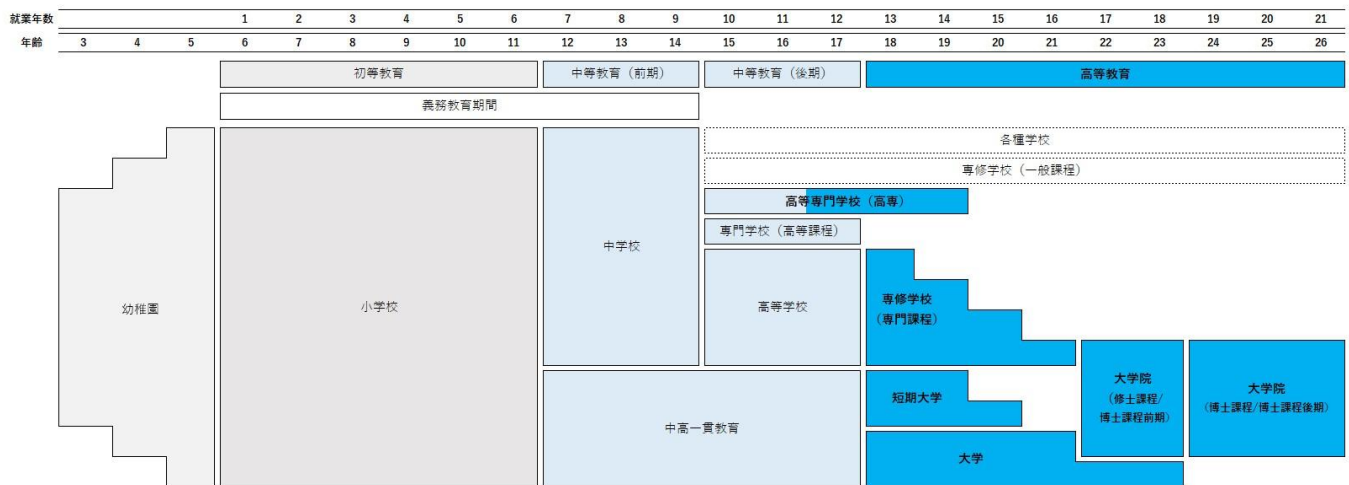 就業年数 1 2 3 4 5 6 7 8 9 10 11 12 13 14 15 16 17 18 19 20 21
年齢 3 4 5 6 7 8 9 10 11 12 13 14 15 16 17 18 19 20 21 22 23 24 25 26
初等教育 中等教育（前期） 中等教育（後期） 高等教育
義務教育期間
各種学校
専修学校（一般課程）
高等専門学校（高専）
専門学校（高等課程）
中学校
幼稚園
小学校
高等学校
専修学校
（専門課程）
大学院
（修士課程/
博士課程前期）
大学院
（博士課程/博士課程後期）
短期大学
中高一貫教育
大学